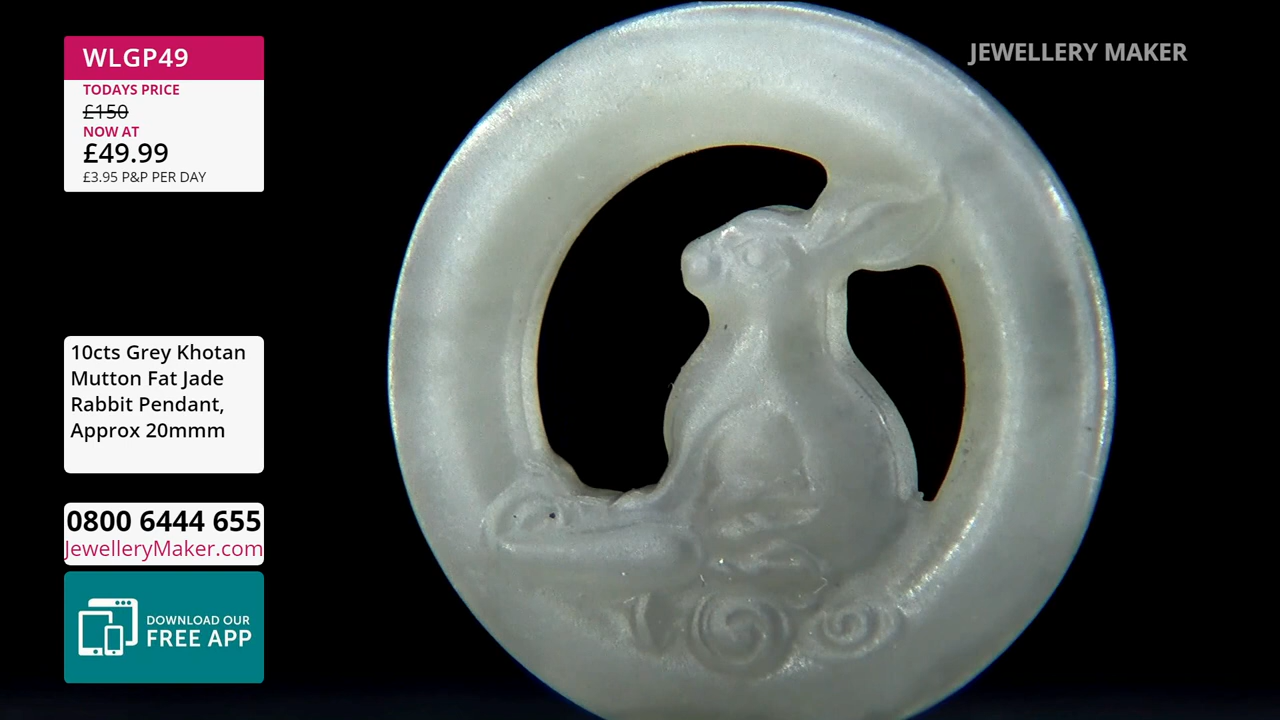 WLGP49
TODAYS PRICE
£150
NOW AT
£49.99
£3.95 P&P PER DAY
JEWELLERY MAKER
10cts Grey Khotan
Mutton Fat Jade
Rabbit Pendant,
Approx 20mmm
0800 6444 655
JewelleryMaker.com
DOWNLOAD OUR
FREE APP